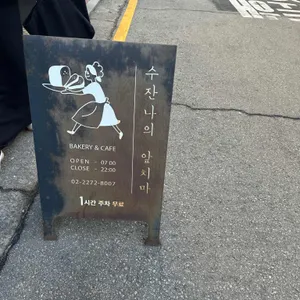 수잔나의 앞치마
BAKERY & CAFE
OPEN - 07:00
CLOSE - 22:00
02-2272-8007
1시간 주차 무료